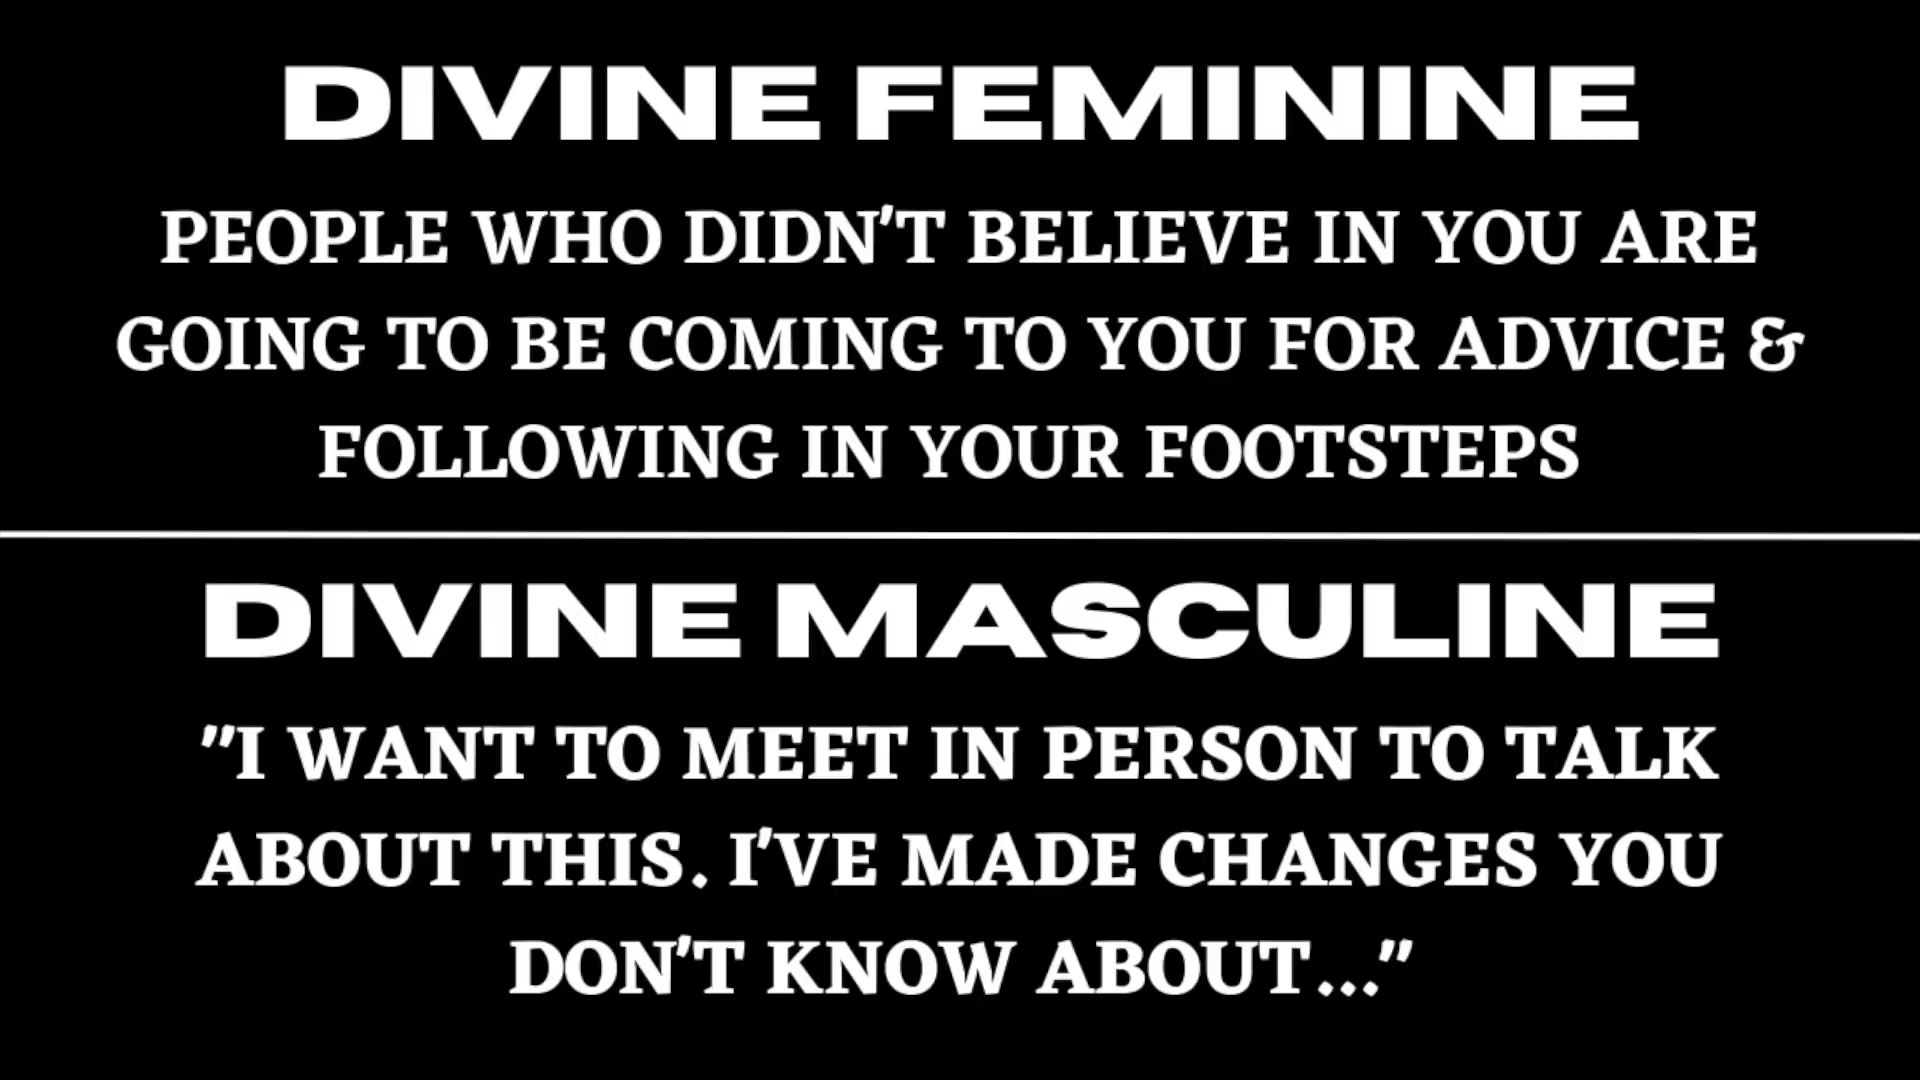 DIVINE FEMININE
PEOPLE WHO DIDN'T BELIEVE IN YOU ARE
GOING TO BE COMING TO YOU FOR ADVICE &
FOLLOWING IN YOUR FOOTSTEPS
DIVINE MASCULINE
"I WANT TO MEET IN PERSON TO TALK
ABOUT THIS. I'VE MADE CHANGES YOU
DON'T KNOW ABOUT..."